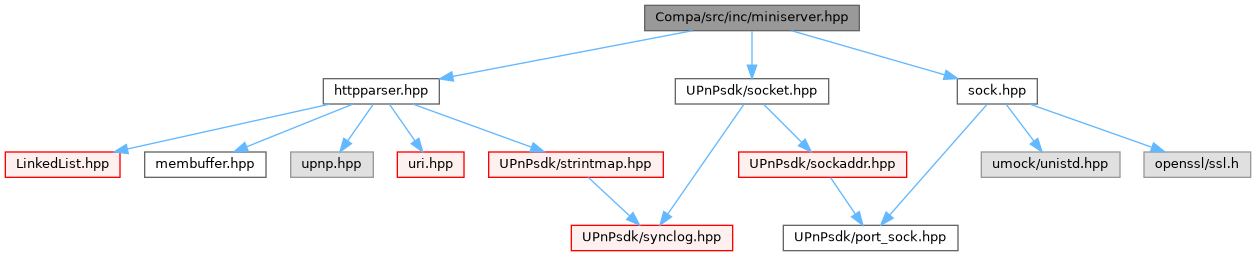 Compa/src/inc/miniserver.hpp
httpparser.hpp
UPnPsdk/socket.hpp
sock.hpp
LinkedList.hpp
membuffer.hpp
upnp.hpp
uri.hpp
UPnPsdk/strintmap.hpp
UPnPsdk/sockaddr.hpp
umock/unistd.hpp
openssl/ssl.h
UPnPsdk/synclog.hpp
UPnPsdk/port_sock.hpp